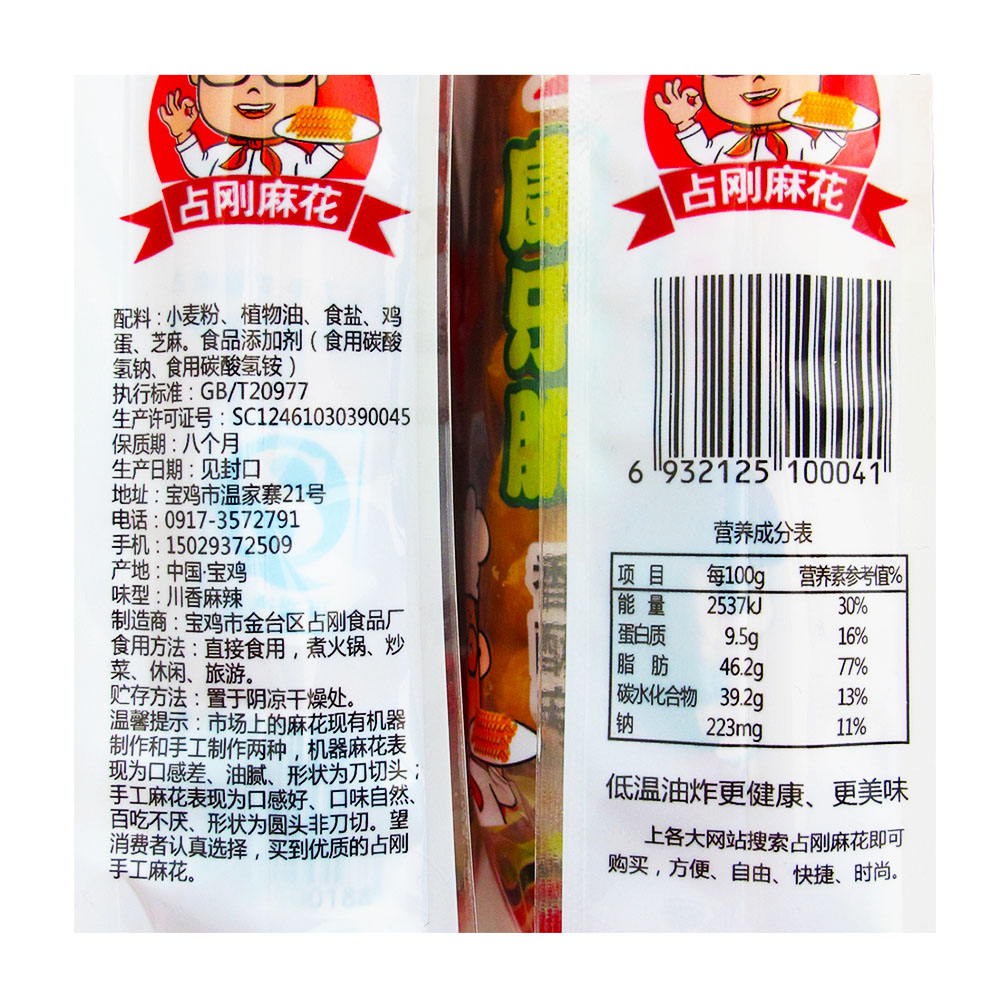 占刚麻花
配料：小麦粉、植物油、食盐、鸡
蛋、芝麻。食品添加剂（食用碳酸
氢钠、食用碳酸氢铵）
执行标准：GB/T20977
生产许可证号：SC12461030390045
保质期：八个月
生产日期：见封口
地址：宝鸡市温家寨21号
电话：0917-3572791
手机：15029372509
产地：中国·宝鸡
味型：川香麻辣
制造商：宝鸡市金台区占刚食品厂
食用方法：直接食用，煮火锅、炒
菜、休闲、旅游。
贮存方法：置于阴凉干燥处。
温馨提示：市场上的麻花现有机器
制作和手工制作两种，机器麻花表
现为口感差、油腻、形状为刀切头；
手工麻花表现为口感好、口味自然、
百吃不厌、形状为圆头非刀切。望
消费者认真选择，买到优质的占刚
手工麻花。
占刚麻花
6 932125 100041
营养成分表
项 目 每100g 营养素参考值%
能 量 2537kJ 30%
蛋白质 9.5g 16%
脂 肪 46.2g 77%
碳水化合物 39.2g 13%
钠 223mg 11%
低温油炸更健康、更美味
上各大网站搜索占刚麻花即可
购买，方便、自由、快捷、时尚。